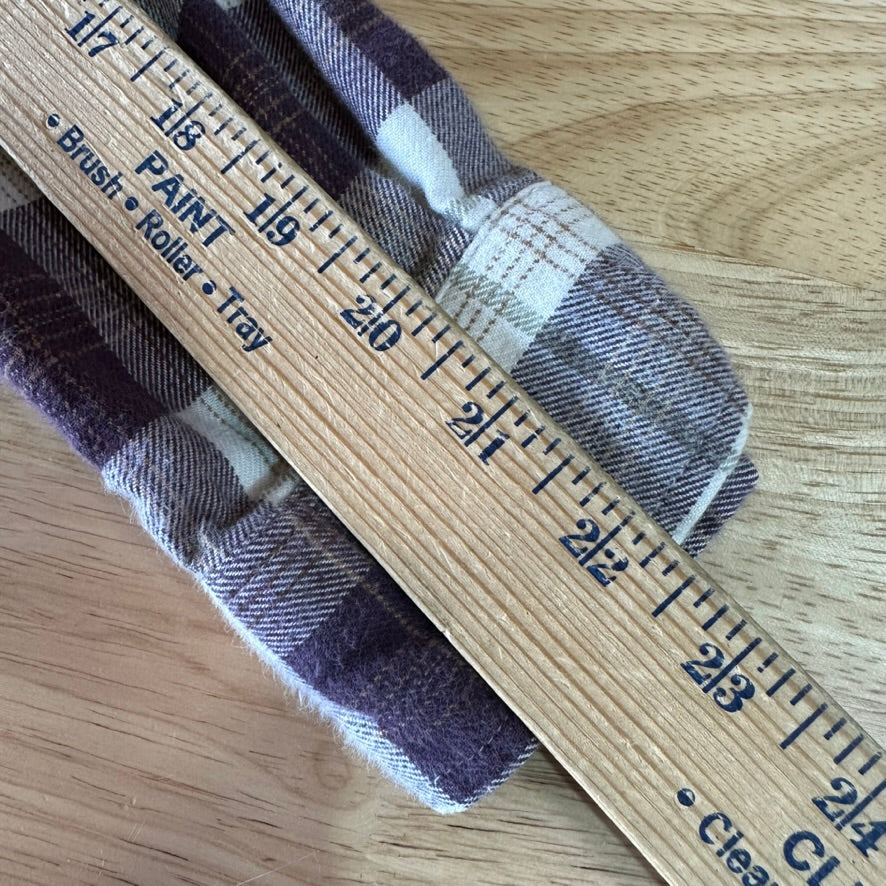 17 18 19 20 21 22 23 24
PAINT
• Brush • Roller • Tray